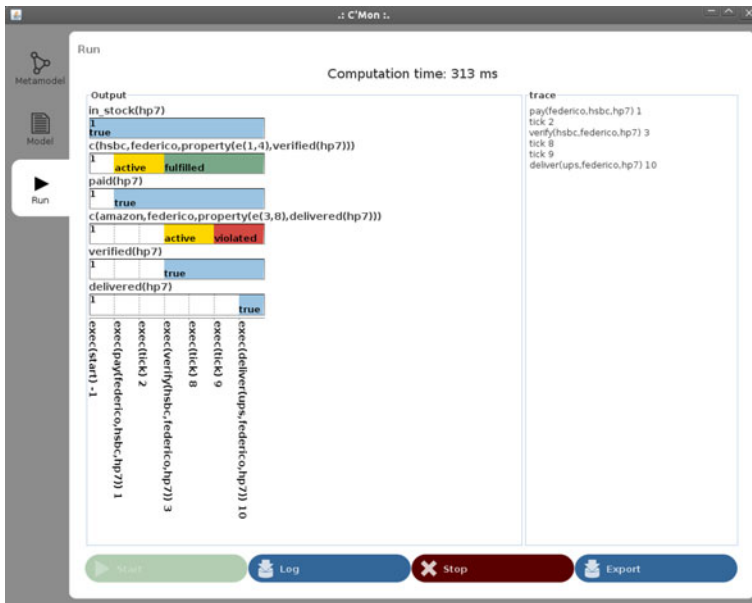 .: C'Mon :.
Metamodel
Model
Run
Run
Computation time: 313 ms
Output
in_stock(hp7)
1
true
c(hsbc,federico,property(e(1,4),verified(hp7)))
1
active fulfilled
paid(hp7)
1
true
c(amazon,federico,property(e(3,8),delivered(hp7)))
1
active violated
verified(hp7)
1
true
delivered(hp7)
1
true
exec(start) -1
exec(pay(federico,hsbc,hp7)) 1
exec(tick) 2
exec(verify(hsbc,federico,hp7)) 3
exec(tick) 8
exec(tick) 9
exec(deliver(ups,federico,hp7)) 10
trace
pay(federico,hsbc,hp7) 1
tick 2
verify(hsbc,federico,hp7) 3
tick 8
tick 9
deliver(ups,federico,hp7) 10
Start
Log
Stop
Export